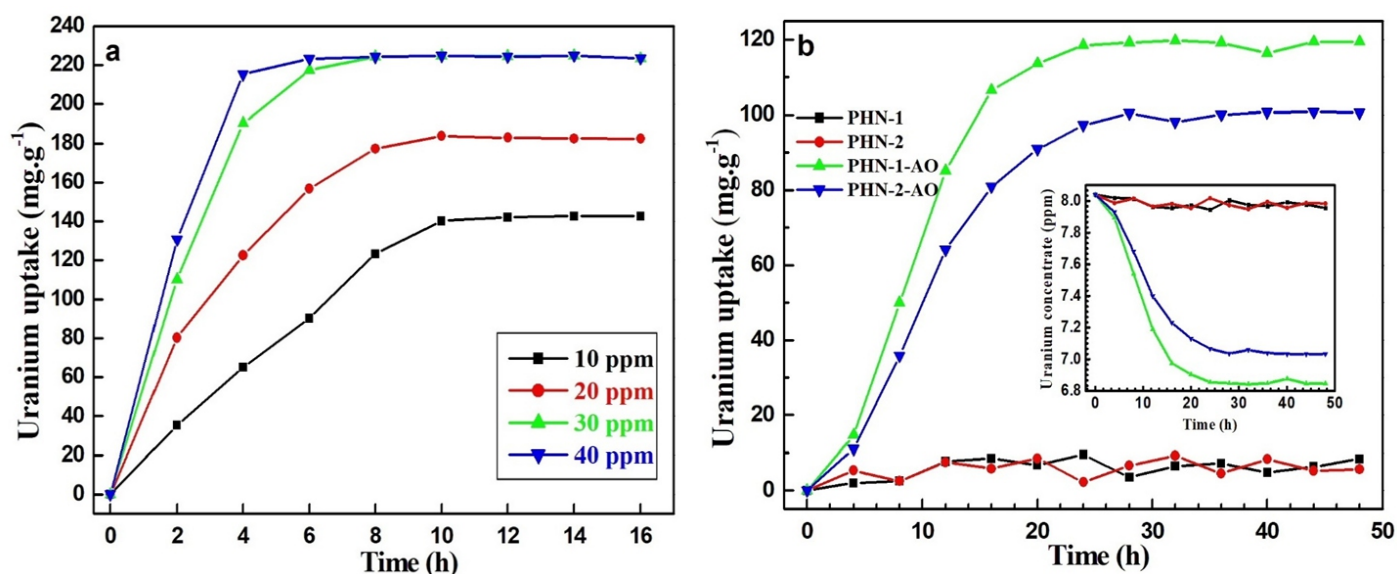 a
Uranium uptake (mg.g⁻¹)
240
220
200
180
160
140
120
100
80
60
40
20
0
0 2 4 6 8 10 12 14 16
Time (h)
10 ppm
20 ppm
30 ppm
40 ppm
b
Uranium uptake (mg.g⁻¹)
120
100
80
60
40
20
0
0 10 20 30 40 50
Time (h)
PHN-1
PHN-2
PHN-1-AO
PHN-2-AO
Uranium concentrate (ppm)
8.0
7.8
7.6
7.4
7.2
7.0
6.8
0 10 20 30 40 50
Time (h)